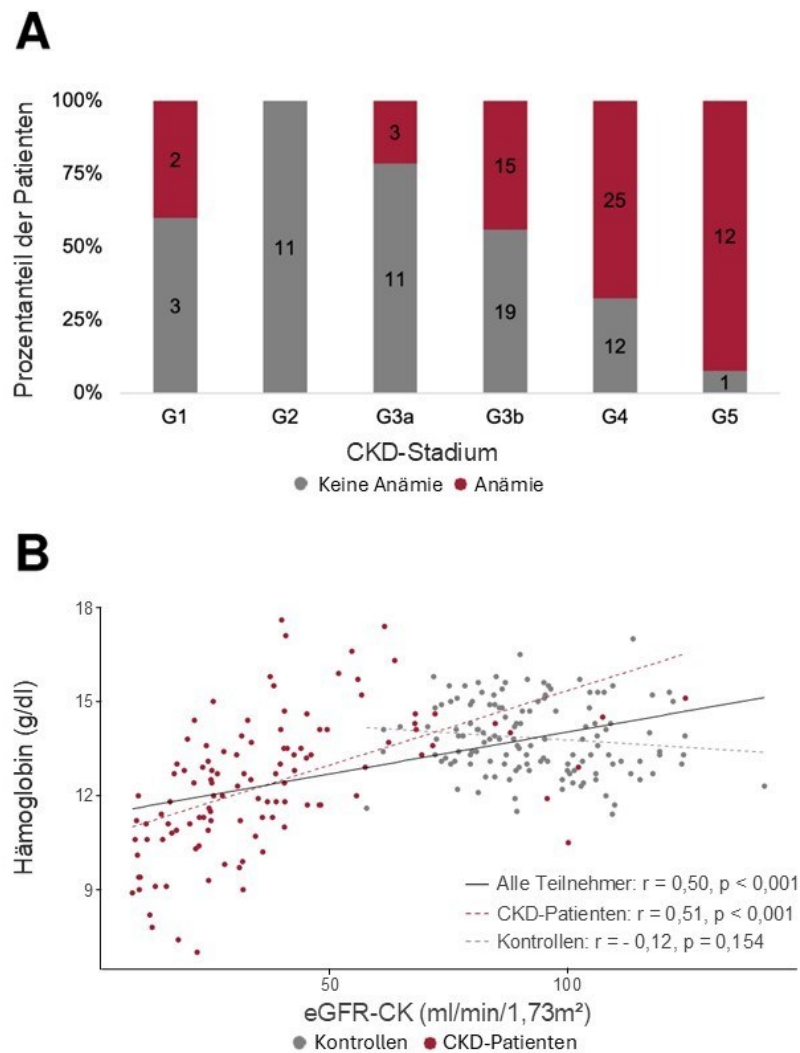 A
Prozentanteil der Patienten
100%
75%
50%
25%
0%
2
3
11
3
11
15
19
25
12
12
1
G1 G2 G3a G3b G4 G5
CKD-Stadium
Keine Anämie Anämie
B
Hämoglobin (g/dl)
18
15
12
9
Alle Teilnehmer: r = 0,50, p < 0,001
CKD-Patienten: r = 0,51, p < 0,001
Kontrollen: r = - 0,12, p = 0,154
50 100
eGFR-CK (ml/min/1,73m²)
Kontrollen CKD-Patienten